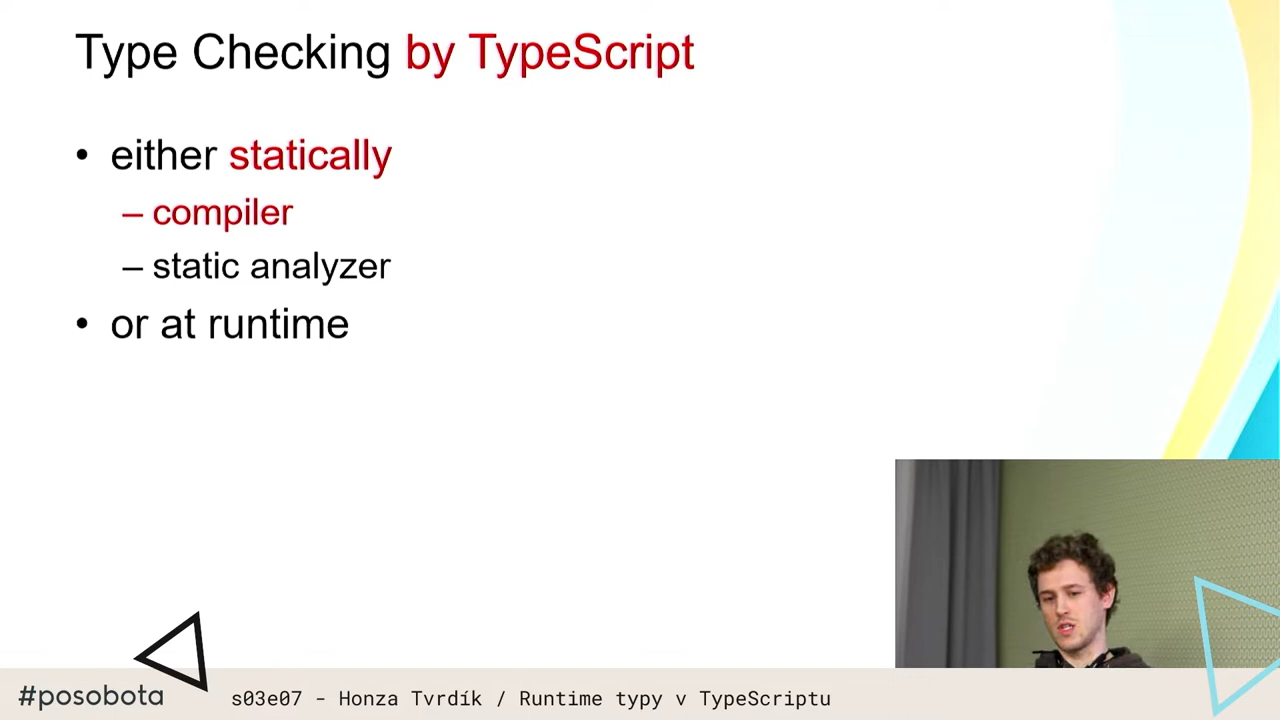 Type Checking by TypeScript
• either statically
– compiler
– static analyzer
• or at runtime
#posobota
s03e07 - Honza Tvrdík / Runtime typy v TypeScriptu